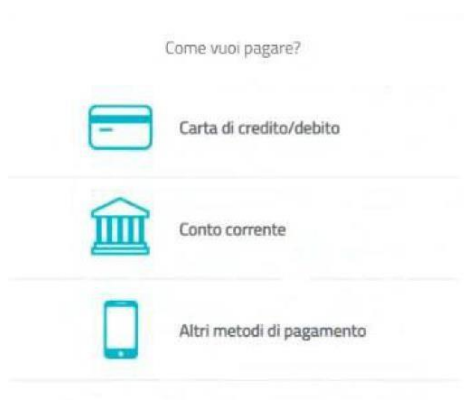 Come vuoi pagare?
Carta di credito/debito
Conto corrente
Altri metodi di pagamento